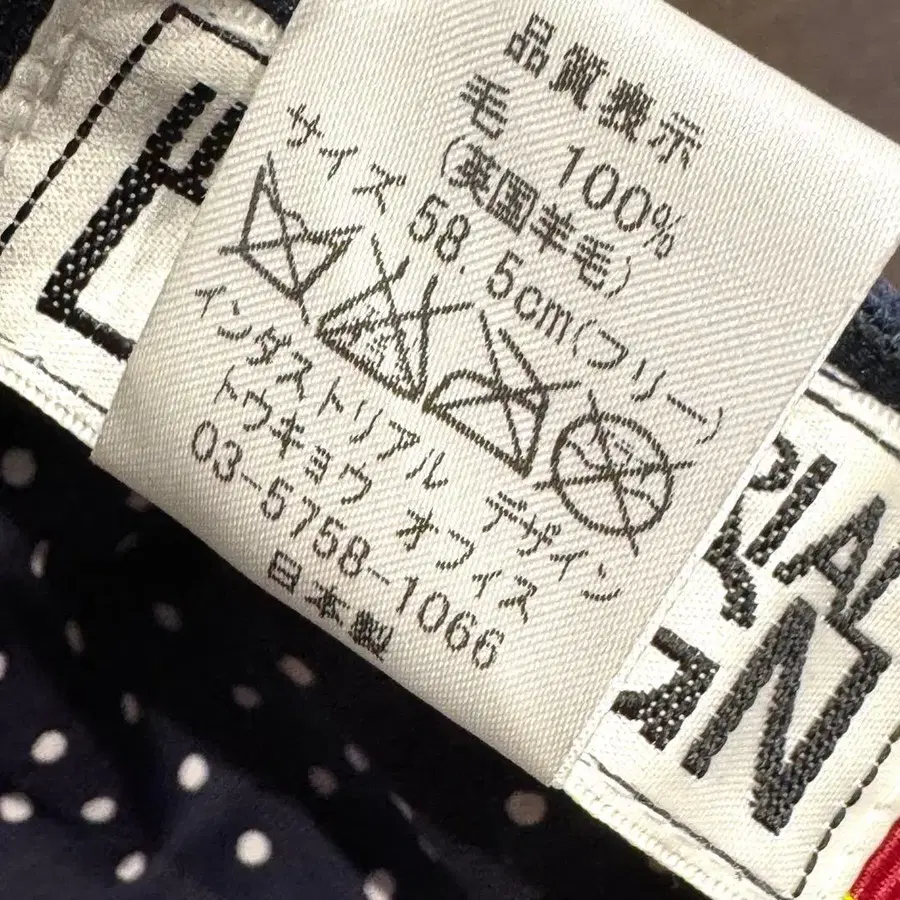 品質表示
毛 100%
(英国羊毛)
サイズ 58.5cm(フリー)
インダストリアル デザイン
トウキョウ オフィス
03-5758-1066
日本製
RIAL